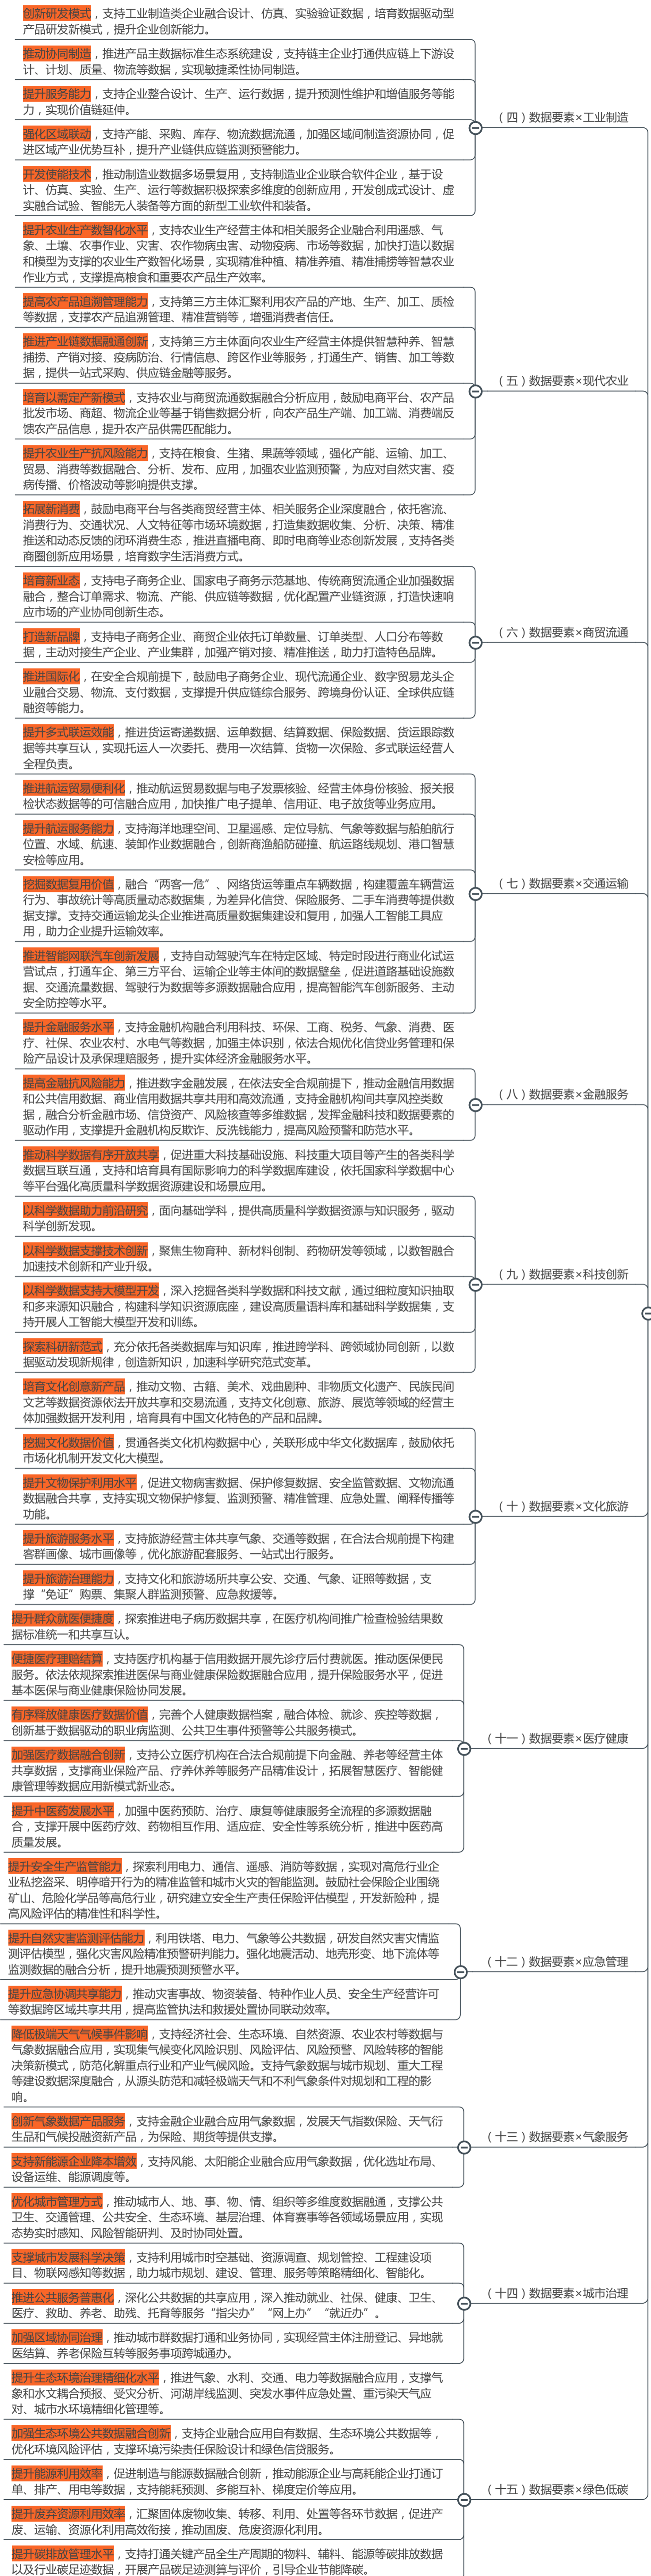 创新研发模式，支持工业制造类企业融合设计、仿真、实验验证数据，培育数据驱动型
产品研发新模式，提升企业创新能力。
推动协同制造，推进产品主数据标准生态系统建设，支持链主企业打通供应链上下游设
计、计划、质量、物流等数据，实现敏捷柔性协同制造。
提升服务能力，支持企业整合设计、生产、运行数据，提升预测性维护和增值服务等能
力，实现价值链延伸。
强化区域联动，支持产能、采购、库存、物流数据流通，加强区域间制造资源协同，促
进区域产业优势互补，提升产业链供应链监测预警能力。
开发使能技术，推动制造业数据多场景复用，支持制造业企业联合软件企业，基于设
计、仿真、实验、生产、运行等数据积极探索多维度的创新应用，开发创成式设计、虚
实融合试验、智能无人装备等方面的新型工业软件和装备。
（四）数据要素×工业制造
提升农业生产数智化水平，支持农业生产经营主体和相关服务企业融合利用遥感、气
象、土壤、农事作业、灾害、农作物病虫害、动物疫病、市场等数据，加快打造以数据
和模型为支撑的农业生产数智化场景，实现精准种植、精准养殖、精准捕捞等智慧农业
作业方式，支撑提高粮食和重要农产品生产效率。
提高农产品追溯管理能力，支持第三方主体汇聚利用农产品的产地、生产、加工、质检
等数据，支撑农产品追溯管理、精准营销等，增强消费者信任。
推进产业链数据融通创新，支持第三方主体面向农业生产经营主体提供智慧种养、智慧
捕捞、产销对接、疫病防治、行情信息、跨区作业等服务，打通生产、销售、加工等数
据，提供一站式采购、供应链金融等服务。
培育以需定产新模式，支持农业与商贸流通数据融合分析应用，鼓励电商平台、农产品
批发市场、商超、物流企业等基于销售数据分析，向农产品生产端、加工端、消费端反
馈农产品信息，提升农产品供需匹配能力。
提升农业生产抗风险能力，支持在粮食、生猪、果蔬等领域，强化产能、运输、加工、
贸易、消费等数据融合、分析、发布、应用，加强农业监测预警，为应对自然灾害、疫
病传播、价格波动等影响提供支撑。
（五）数据要素×现代农业
拓展新消费，鼓励电商平台与各类商贸经营主体、相关服务企业深度融合，依托客流、
消费行为、交通状况、人文特征等市场环境数据，打造集数据收集、分析、决策、精准
推送和动态反馈的闭环消费生态，推进直播电商、即时电商等业态创新发展，支持各类
商圈创新应用场景，培育数字生活消费方式。
培育新业态，支持电子商务企业、国家电子商务示范基地、传统商贸流通企业加强数据
融合，整合订单需求、物流、产能、供应链等数据，优化配置产业链资源，打造快速响
应市场的产业协同创新生态。
打造新品牌，支持电子商务企业、商贸企业依托订单数量、订单类型、人口分布等数
据，主动对接生产企业、产业集群，加强产销对接、精准推送，助力打造特色品牌。
推进国际化，在安全合规前提下，鼓励电子商务企业、现代流通企业、数字贸易龙头企
业融合交易、物流、支付数据，支撑提升供应链综合服务、跨境身份认证、全球供应链
融资等能力。
（六）数据要素×商贸流通
提升多式联运效能，推进货运寄递数据、运单数据、结算数据、保险数据、货运跟踪数
据等共享互认，实现托运人一次委托、费用一次结算、货物一次保险、多式联运经营人
全程负责。
推进航运贸易便利化，推动航运贸易数据与电子发票核验、经营主体身份核验、报关报
检状态数据等的可信融合应用，加快推广电子提单、信用证、电子放货等业务应用。
提升航运服务能力，支持海洋地理空间、卫星遥感、定位导航、气象等数据与船舶航行
位置、水域、航速、装卸作业数据融合，创新商渔船防碰撞、航运路线规划、港口智慧
安检等应用。
挖掘数据复用价值，融合“两客一危”、网络货运等重点车辆数据，构建覆盖车辆营运
行为、事故统计等高质量动态数据集，为差异化信贷、保险服务、二手车消费等提供数
据支撑。支持交通运输龙头企业推进高质量数据集建设和复用，加强人工智能工具应
用，助力企业提升运输效率。
推进智能网联汽车创新发展，支持自动驾驶汽车在特定区域、特定时段进行商业化试运
营试点，打通车企、第三方平台、运输企业等主体间的数据壁垒，促进道路基础设施数
据、交通流量数据、驾驶行为数据等多源数据融合应用，提高智能汽车创新服务、主动
安全防控等水平。
（七）数据要素×交通运输
提升金融服务水平，支持金融机构融合利用科技、环保、工商、税务、气象、消费、医
疗、社保、农业农村、水电气等数据，加强主体识别，依法合规优化信贷业务管理和保
险产品设计及承保理赔服务，提升实体经济金融服务水平。
提高金融抗风险能力，推进数字金融发展，在依法安全合规前提下，推动金融信用数据
和公共信用数据、商业信用数据共享共用和高效流通，支持金融机构间共享风控类数
据，融合分析金融市场、信贷资产、风险核查等多维数据，发挥金融科技和数据要素的
驱动作用，支撑提升金融机构反欺诈、反洗钱能力，提高风险预警和防范水平。
（八）数据要素×金融服务
推动科学数据有序开放共享，促进重大科技基础设施、科技重大项目等产生的各类科学
数据互联互通，支持和培育具有国际影响力的科学数据库建设，依托国家科学数据中心
等平台强化高质量科学数据资源建设和场景应用。
以科学数据助力前沿研究，面向基础学科，提供高质量科学数据资源与知识服务，驱动
科学创新发现。
以科学数据支撑技术创新，聚焦生物育种、新材料创制、药物研发等领域，以数智融合
加速技术创新和产业升级。
以科学数据支持大模型开发，深入挖掘各类科学数据和科技文献，通过细粒度知识抽取
和多来源知识融合，构建科学知识资源底座，建设高质量语料库和基础科学数据集，支
持开展人工智能大模型开发和训练。
探索科研新范式，充分依托各类数据库与知识库，推进跨学科、跨领域协同创新，以数
据驱动发现新规律，创造新知识，加速科学研究范式变革。
（九）数据要素×科技创新
培育文化创意新产品，推动文物、古籍、美术、戏曲剧种、非物质文化遗产、民族民间
文艺等数据资源依法开放共享和交易流通，支持文化创意、旅游、展览等领域的经营主
体加强数据开发利用，培育具有中国文化特色的产品和品牌。
挖掘文化数据价值，贯通各类文化机构数据中心，关联形成中华文化数据库，鼓励依托
市场化机制开发文化大模型。
提升文物保护利用水平，促进文物病害数据、保护修复数据、安全监管数据、文物流通
数据融合共享，支持实现文物保护修复、监测预警、精准管理、应急处置、阐释传播等
功能。
提升旅游服务水平，支持旅游经营主体共享气象、交通等数据，在合法合规前提下构建
客群画像、城市画像等，优化旅游配套服务、一站式出行服务。
提升旅游治理能力，支持文化和旅游场所共享公安、交通、气象、证照等数据，支
撑“免证”购票、集聚人群监测预警、应急救援等。
（十）数据要素×文化旅游
提升群众就医便捷度，探索推进电子病历数据共享，在医疗机构间推广检查检验结果数
据标准统一和共享互认。
便捷医疗理赔结算，支持医疗机构基于信用数据开展先诊疗后付费就医。推动医保便民
服务。依法依规探索推进医保与商业健康保险数据融合应用，提升保险服务水平，促进
基本医保与商业健康保险协同发展。
有序释放健康医疗数据价值，完善个人健康数据档案，融合体检、就诊、疾控等数据，
创新基于数据驱动的职业病监测、公共卫生事件预警等公共服务模式。
加强医疗数据融合创新，支持公立医疗机构在合法合规前提下向金融、养老等经营主体
共享数据，支撑商业保险产品、疗养休养等服务产品精准设计，拓展智慧医疗、智能健
康管理等数据应用新模式新业态。
提升中医药发展水平，加强中医药预防、治疗、康复等健康服务全流程的多源数据融
合，支撑开展中医药疗效、药物相互作用、适应症、安全性等系统分析，推进中医药高
质量发展。
（十一）数据要素×医疗健康
提升安全生产监管能力，探索利用电力、通信、遥感、消防等数据，实现对高危行业企
业私挖盗采、明停暗开行为的精准监管和城市火灾的智能监测。鼓励社会保险企业围绕
矿山、危险化学品等高危行业，研究建立安全生产责任保险评估模型，开发新险种，提
高风险评估的精准性和科学性。
提升自然灾害监测评估能力，利用铁塔、电力、气象等公共数据，研发自然灾害灾情监
测评估模型，强化灾害风险精准预警研判能力。强化地震活动、地壳形变、地下流体等
监测数据的融合分析，提升地震预测预警水平。
提升应急协调共享能力，推动灾害事故、物资装备、特种作业人员、安全生产经营许可
等数据跨区域共享共用，提高监管执法和救援处置协同联动效率。
（十二）数据要素×应急管理
降低极端天气气候事件影响，支持经济社会、生态环境、自然资源、农业农村等数据与
气象数据融合应用，实现集气候变化风险识别、风险评估、风险预警、风险转移的智能
决策新模式，防范化解重点行业和产业气候风险。支持气象数据与城市规划、重大工程
等建设数据深度融合，从源头防范和减轻极端天气和不利气象条件对规划和工程的影
响。
创新气象数据产品服务，支持金融企业融合应用气象数据，发展天气指数保险、天气衍
生品和气候投融资新产品，为保险、期货等提供支撑。
支持新能源企业降本增效，支持风能、太阳能企业融合应用气象数据，优化选址布局、
设备运维、能源调度等。
（十三）数据要素×气象服务
优化城市管理方式，推动城市人、地、事、物、情、组织等多维度数据融通，支撑公共
卫生、交通管理、公共安全、生态环境、基层治理、体育赛事等各领域场景应用，实现
态势实时感知、风险智能研判、及时协同处置。
支撑城市发展科学决策，支持利用城市时空基础、资源调查、规划管控、工程建设项
目、物联网感知等数据，助力城市规划、建设、管理、服务等策略精细化、智能化。
推进公共服务普惠化，深化公共数据的共享应用，深入推动就业、社保、健康、卫生、
医疗、救助、养老、助残、托育等服务“指尖办”“网上办”“就近办”。
加强区域协同治理，推动城市群数据打通和业务协同，实现经营主体注册登记、异地就
医结算、养老保险互转等服务事项跨城通办。
（十四）数据要素×城市治理
提升生态环境治理精细化水平，推进气象、水利、交通、电力等数据融合应用，支撑气
象和水文耦合预报、受灾分析、河湖岸线监测、突发水事件应急处置、重污染天气应
对、城市水环境精细化管理等。
加强生态环境公共数据融合创新，支持企业融合应用自有数据、生态环境公共数据等，
优化环境风险评估，支撑环境污染责任保险设计和绿色信贷服务。
提升能源利用效率，促进制造与能源数据融合创新，推动能源企业与高耗能企业打通订
单、排产、用电等数据，支持能耗预测、多能互补、梯度定价等应用。
提升废弃资源利用效率，汇聚固体废物收集、转移、利用、处置等各环节数据，促进产
废、运输、资源化利用高效衔接，推动固废、危废资源化利用。
提升碳排放管理水平，支持打通关键产品全生产周期的物料、辅料、能源等碳排放数据
以及行业碳足迹数据，开展产品碳足迹测算与评价，引导企业节能降碳。
（十五）数据要素×绿色低碳